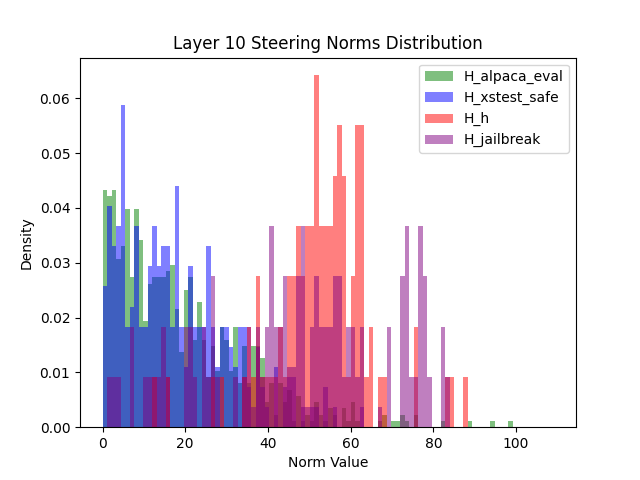 Layer 10 Steering Norms Distribution
H_alpaca_eval
H_xstest_safe
H_h
H_jailbreak
0.06
0.05
0.04
0.03
0.02
0.01
0.00
Density
0 20 40 60 80 100
Norm Value